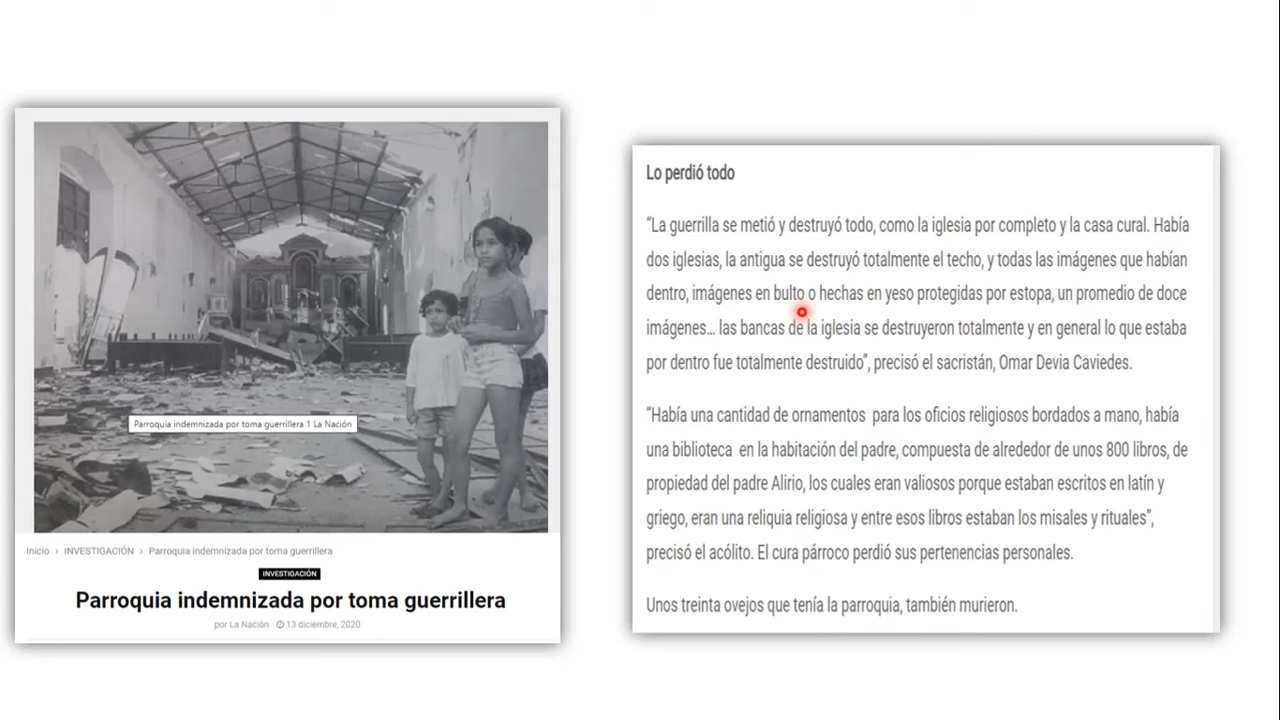 Parroquia indemnizada por toma guerrillera 1 La Nación
Inicio > INVESTIGACIÓN > Parroquia indemnizada por toma guerrillera
INVESTIGACIÓN
Parroquia indemnizada por toma guerrillera
por La Nación 13 diciembre, 2020
Lo perdió todo
“La guerrilla se metió y destruyó todo, como la iglesia por completo y la casa cural. Había
dos iglesias, la antigua se destruyó totalmente el techo, y todas las imágenes que habían
dentro, imágenes en bulto o hechas en yeso protegidas por estopa, un promedio de doce
imágenes... las bancas de la iglesia se destruyeron totalmente y en general lo que estaba
por dentro fue totalmente destruido”, precisó el sacristán, Omar Devia Caviedes.
“Había una cantidad de ornamentos para los oficios religiosos bordados a mano, había
una biblioteca en la habitación del padre, compuesta de alrededor de unos 800 libros, de
propiedad del padre Alirio, los cuales eran valiosos porque estaban escritos en latín y
griego, eran una reliquia religiosa y entre esos libros estaban los misales y rituales”,
precisó el acólito. El cura párroco perdió sus pertenencias personales.
Unos treinta ovejos que tenía la parroquia, también murieron.